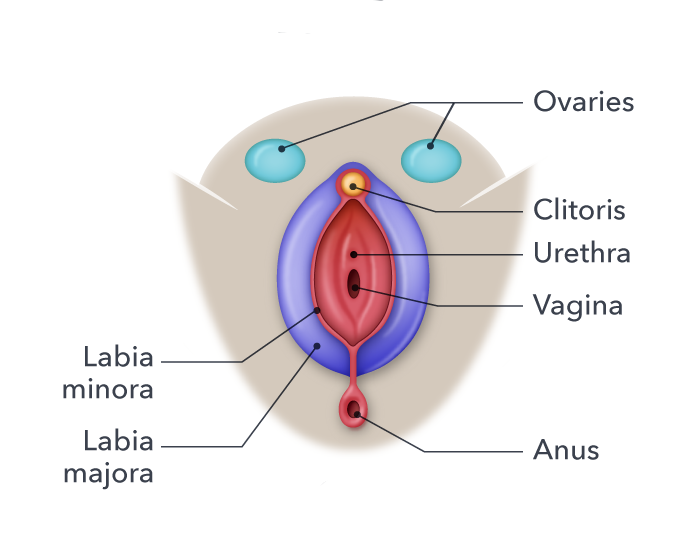 Ovaries
Clitoris
Urethra
Vagina
Labia
minora
Labia
majora
Anus